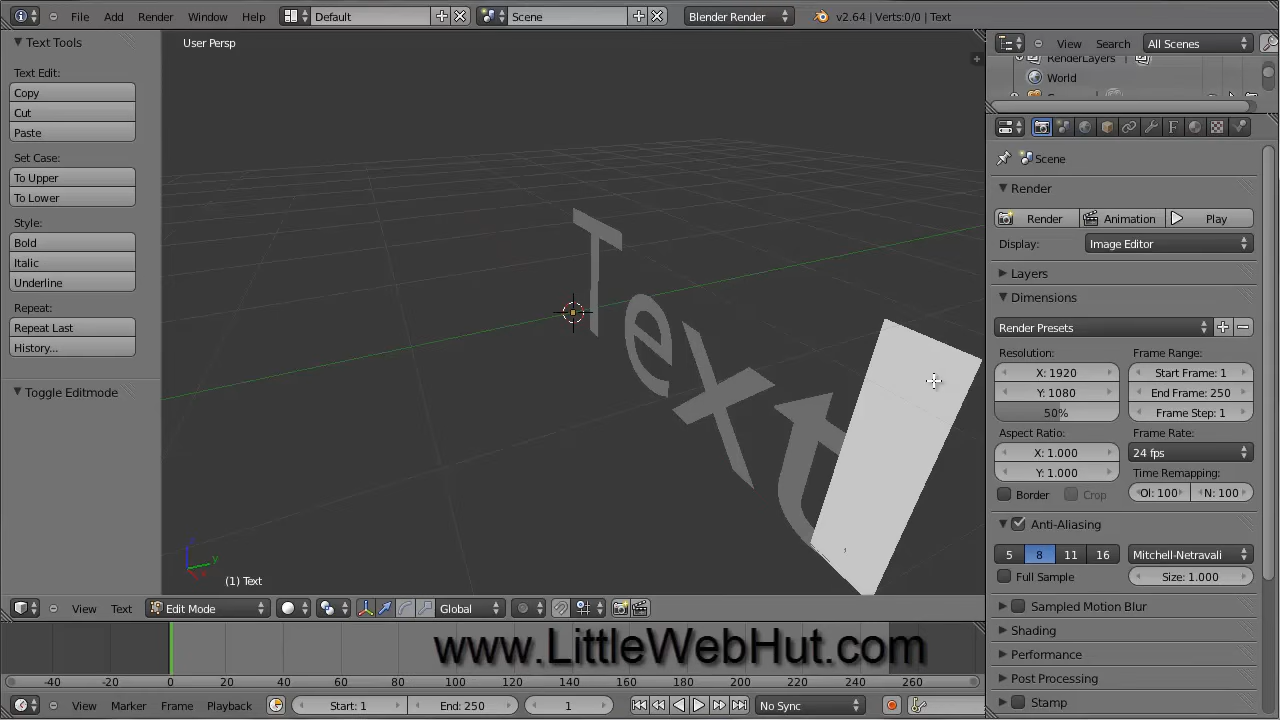 File Add Render Window Help Default Scene Blender Render v2.64 | Verts:0/0 | Text
Text Tools
Text Edit:
Copy
Cut
Paste
Set Case:
To Upper
To Lower
Style:
Bold
Italic
Underline
Repeat:
Repeat Last
History...
Toggle Editmode
User Persp
Text
z
y
x
(1) Text
View Text Edit Mode Global
View Search All Scenes
RenderLayers
World
Scene
Render
Render Animation Play
Display: Image Editor
Layers
Dimensions
Render Presets
Resolution: Frame Range:
X: 1920 Start Frame: 1
Y: 1080 End Frame: 250
50% Frame Step: 1
Aspect Ratio: Frame Rate:
X: 1.000 24 fps
Y: 1.000 Time Remapping:
Border Crop Ol: 100 N: 100
Anti-Aliasing
5 8 11 16 Mitchell-Netravali
Full Sample Size: 1.000
Sampled Motion Blur
Shading
Performance
Post Processing
Stamp
www.LittleWebHut.com
-40 -20 0 20 40 60 80 100 120 140 160 180 200 220 240 260
View Marker Frame Playback Start: 1 End: 250 1 No Sync